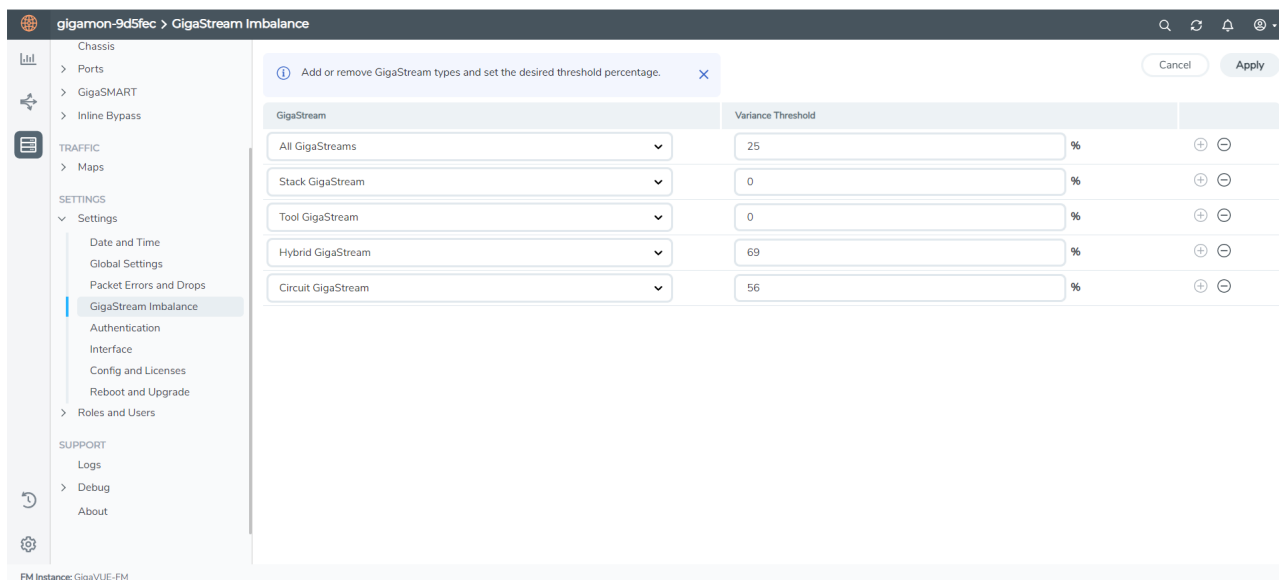 gigamon-9d5fec > GigaStream Imbalance
Chassis
Ports
GigaSMART
Inline Bypass
TRAFFIC
Maps
SETTINGS
Settings
Date and Time
Global Settings
Packet Errors and Drops
GigaStream Imbalance
Authentication
Interface
Config and Licenses
Reboot and Upgrade
Roles and Users
SUPPORT
Logs
Debug
About
Add or remove GigaStream types and set the desired threshold percentage.
Cancel Apply
GigaStream Variance Threshold
All GigaStreams 25 %
Stack GigaStream 0 %
Tool GigaStream 0 %
Hybrid GigaStream 69 %
Circuit GigaStream 56 %
FM Instance: GigaVUE-FM